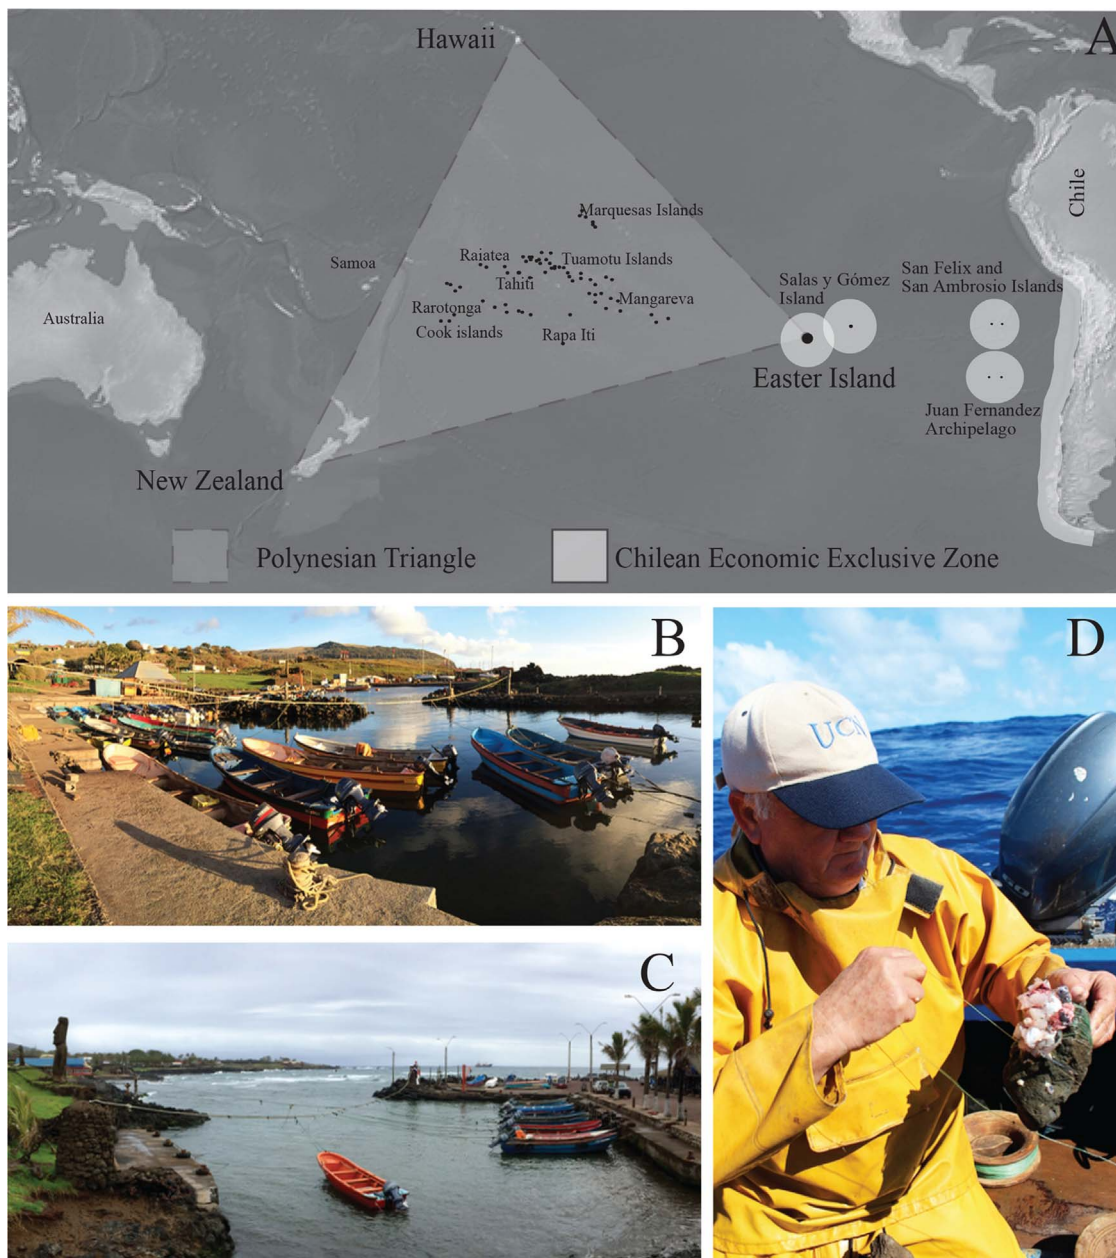 Hawaii
A
Chile
Marquesas Islands
Samoa
Raiatea
Tuamotu Islands
Tahiti
Salas y Gómez
Island
San Felix and
San Ambrosio Islands
Mangareva
Rarotonga
Australia
Cook islands
Rapa Iti
Easter Island
Juan Fernandez
Archipelago
New Zealand
Polynesian Triangle
Chilean Economic Exclusive Zone
B
D
UCN
C